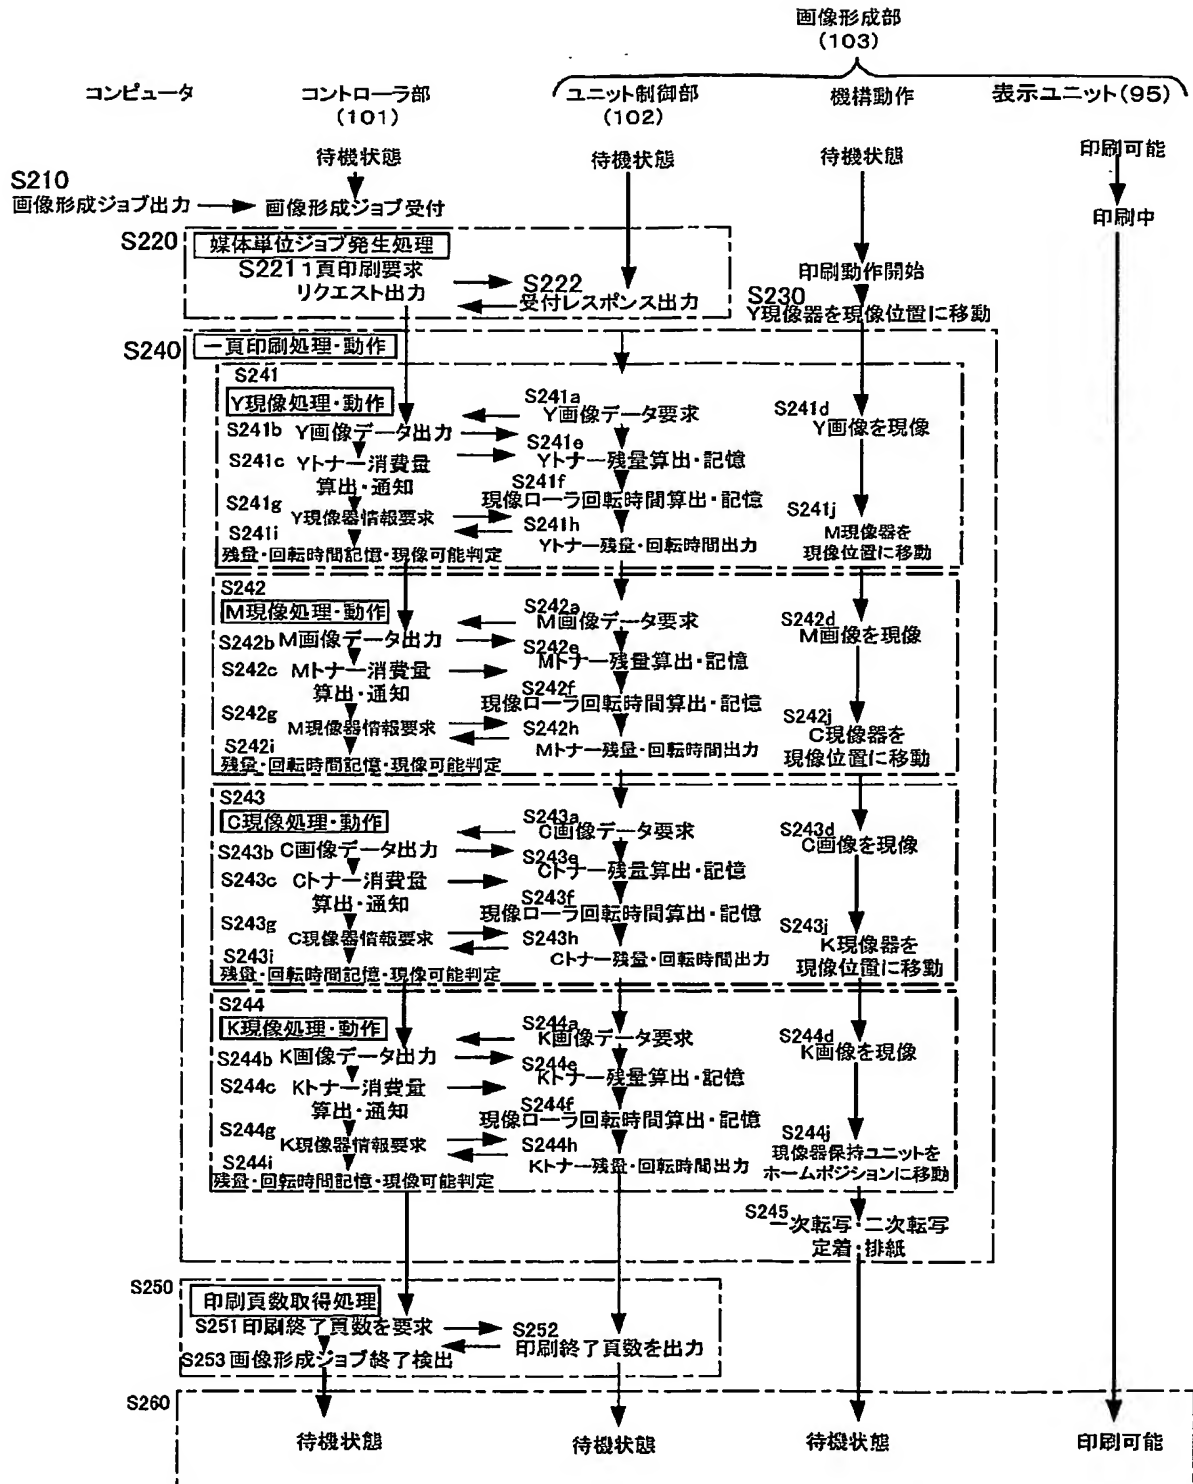 画像形成部
(103)
コンピュータ
コントローラ部
(101)
ユニット制御部
(102)
機構動作
表示ユニット(95)
待機状態
待機状態
待機状態
印刷可能
S210
画像形成ジョブ出力
画像形成ジョブ受付
印刷中
S220
媒体単位ジョブ発生処理
S221 1頁印刷要求
リクエスト出力
S222
受付レスポンス出力
印刷動作開始
S230
Y現像器を現像位置に移動
S240
一頁印刷処理・動作
S241
Y現像処理・動作
S241a
Y画像データ要求
S241d
Y画像を現像
S241b Y画像データ出力
S241e
Yトナー残量算出・記憶
S241c Yトナー消費量
算出・通知
S241f
現像ローラ回転時間算出・記憶
S241g
Y現像器情報要求
S241h
Yトナー残量・回転時間出力
S241j
M現像器を
現像位置に移動
S241i
残量・回転時間記憶・現像可能判定
S242
M現像処理・動作
S242a
M画像データ要求
S242d
M画像を現像
S242b M画像データ出力
S242e
Mトナー残量算出・記憶
S242c Mトナー消費量
算出・通知
S242f
現像ローラ回転時間算出・記憶
S242g
M現像器情報要求
S242h
Mトナー残量・回転時間出力
S242j
C現像器を
現像位置に移動
S242i
残量・回転時間記憶・現像可能判定
S243
C現像処理・動作
S243a
C画像データ要求
S243d
C画像を現像
S243b C画像データ出力
S243e
Cトナー残量算出・記憶
S243c Cトナー消費量
算出・通知
S243f
現像ローラ回転時間算出・記憶
S243g
C現像器情報要求
S243h
Cトナー残量・回転時間出力
S243j
K現像器を
現像位置に移動
S243i
残量・回転時間記憶・現像可能判定
S244
K現像処理・動作
S244a
K画像データ要求
S244d
K画像を現像
S244b K画像データ出力
S244e
Kトナー残量算出・記憶
S244c Kトナー消費量
算出・通知
S244f
現像ローラ回転時間算出・記憶
S244g
K現像器情報要求
S244h
Kトナー残量・回転時間出力
S244j
現像器保持ユニットを
ホームポジションに移動
S244i
残量・回転時間記憶・現像可能判定
S245 一次転写・二次転写
定着・排紙
S250
印刷頁数取得処理
S251 印刷終了頁数を要求
S252
印刷終了頁数を出力
S253 画像形成ジョブ終了検出
S260
待機状態
待機状態
待機状態
印刷可能